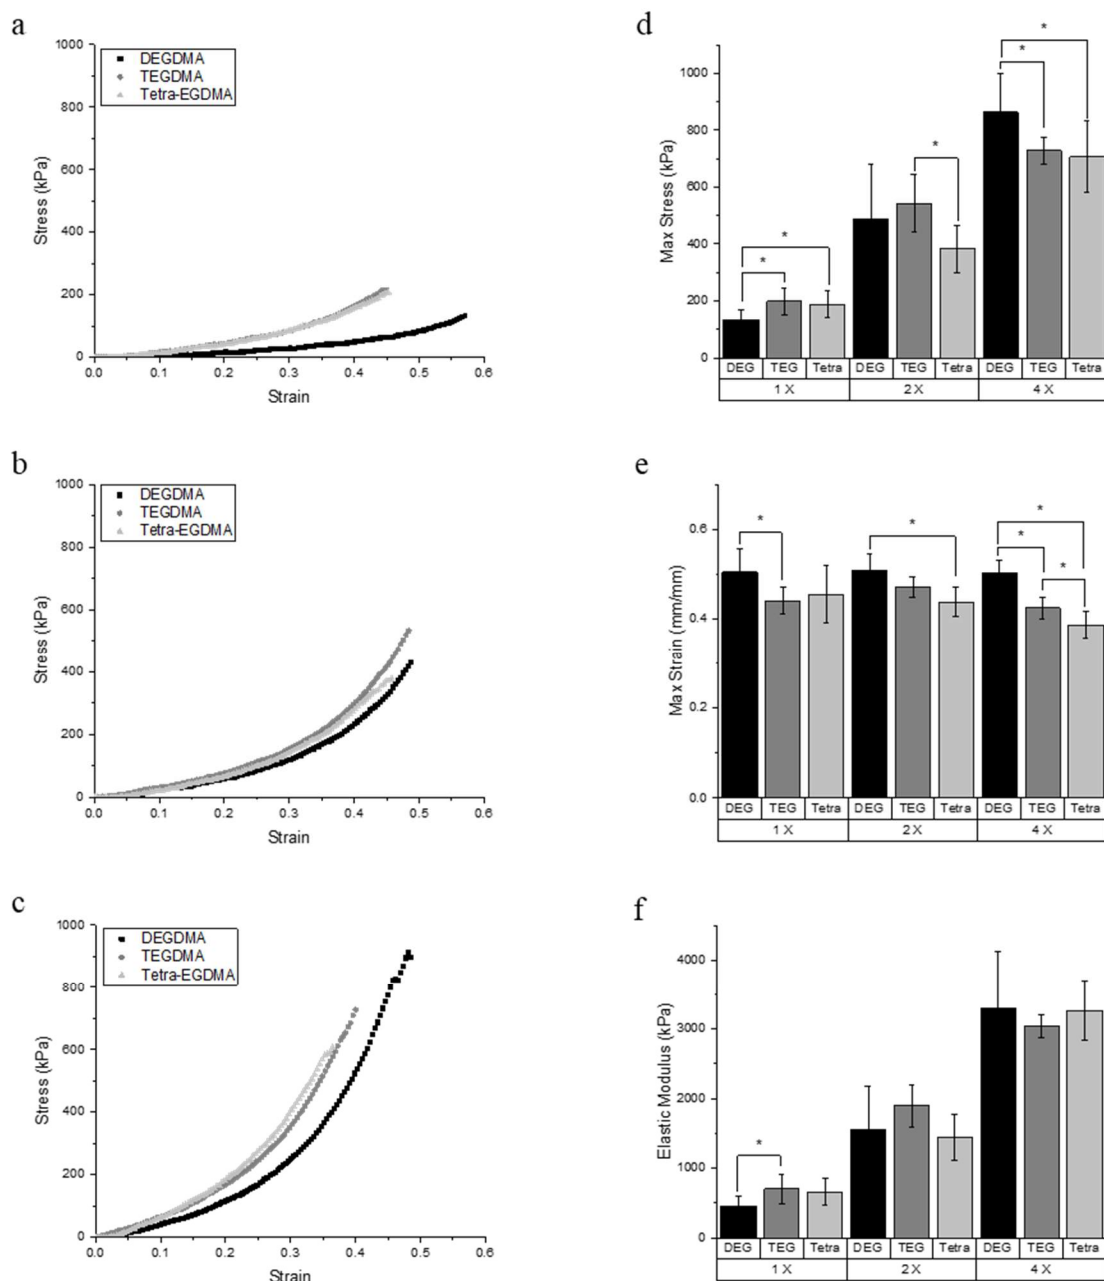 a
1000
800
600
400
200
0
Stress (kPa)
DEGDMA
TEGDMA
Tetra-EGDMA
0.0 0.1 0.2 0.3 0.4 0.5 0.6
Strain
d
1000
800
600
400
200
0
Max Stress (kPa)
* * * * *
DEG TEG Tetra DEG TEG Tetra DEG TEG Tetra
1 X 2 X 4 X
b
1000
800
600
400
200
0
Stress (kPa)
DEGDMA
TEGDMA
Tetra-EGDMA
0.0 0.1 0.2 0.3 0.4 0.5 0.6
Strain
e
0.6
0.4
0.2
0.0
Max Strain (mm/mm)
* * * * *
DEG TEG Tetra DEG TEG Tetra DEG TEG Tetra
1 X 2 X 4 X
c
1000
800
600
400
200
0
Stress (kPa)
DEGDMA
TEGDMA
Tetra-EGDMA
0.0 0.1 0.2 0.3 0.4 0.5 0.6
Strain
f
4000
3000
2000
1000
0
Elastic Modulus (kPa)
*
DEG TEG Tetra DEG TEG Tetra DEG TEG Tetra
1 X 2 X 4 X